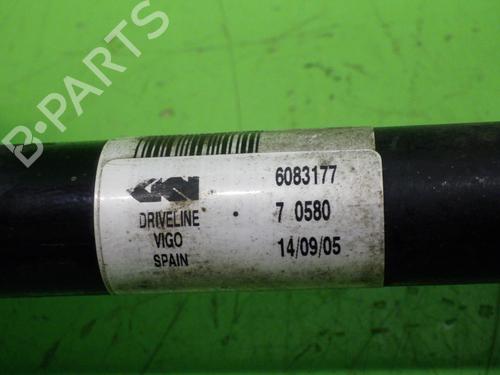 B-PARTS
GKN
DRIVELINE
VIGO
SPAIN
6083177
7 0580
14/09/05